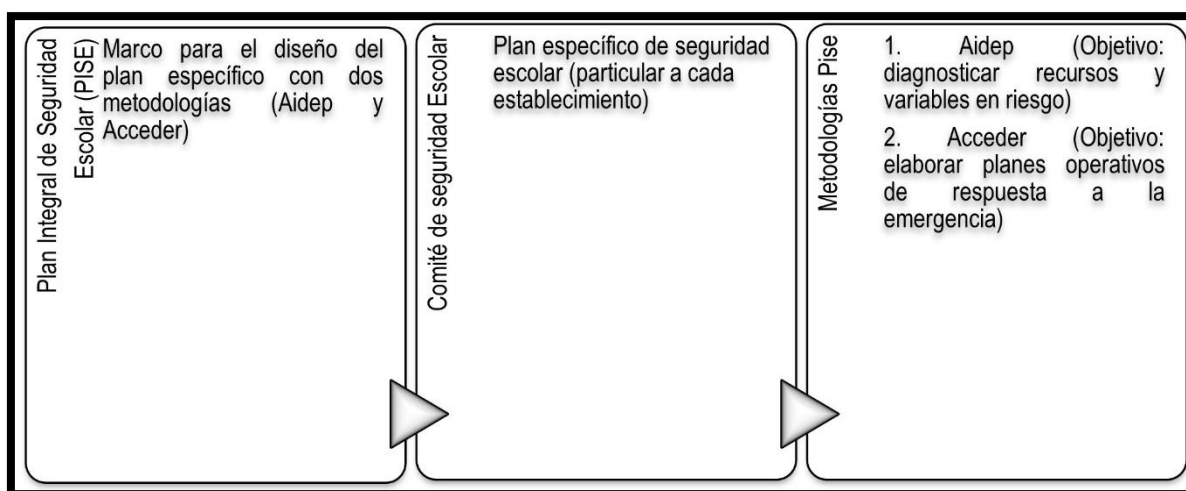 Plan Integral de Seguridad
Escolar (PISE)
Marco para el diseño del
plan específico con dos
metodologías (Aidep y
Acceder)
Comité de seguridad Escolar
Plan específico de seguridad
escolar (particular a cada
establecimiento)
Metodologías Pise
1. Aidep (Objetivo:
diagnosticar recursos y
variables en riesgo)
2. Acceder (Objetivo:
elaborar planes operativos
de respuesta a la
emergencia)